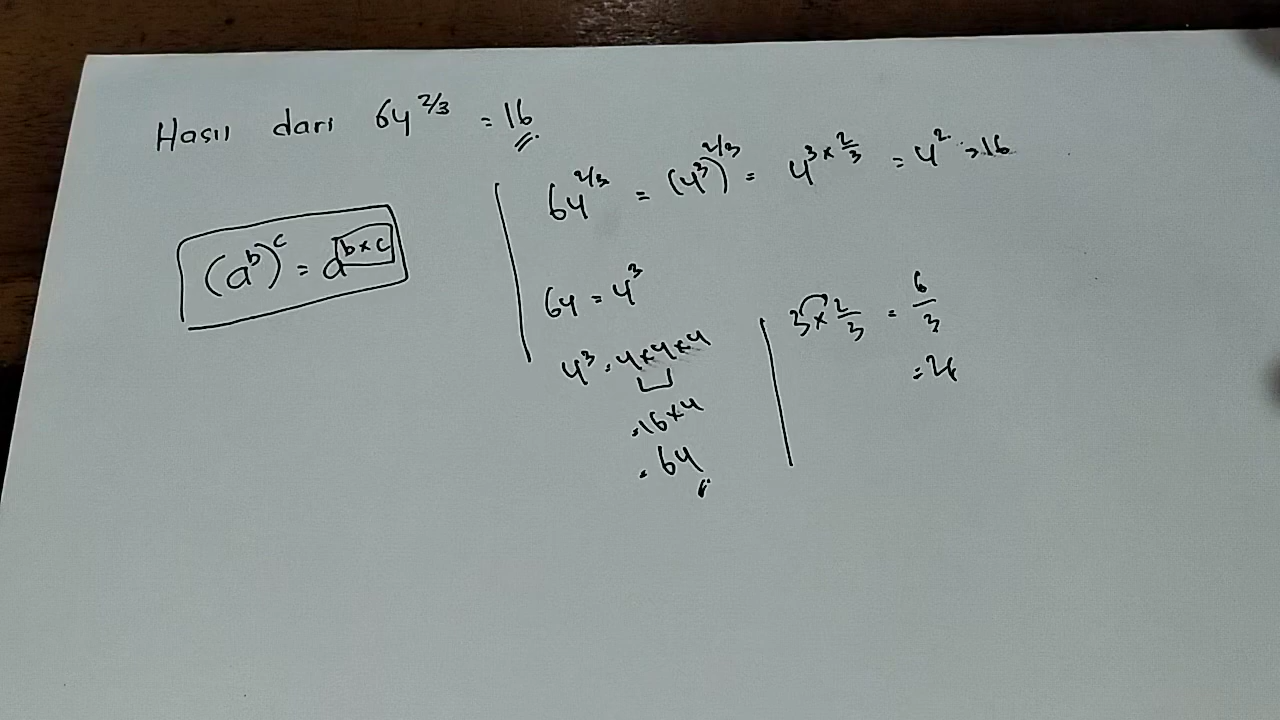 Hasil dari 64^2/3 = 16
64^2/3 = (4^3)^2/3 = 4^3×2/3 = 4^2 = 16
(a^b)^c = a^b×c
64 = 4^3
4^3 = 4×4×4
= 16×4
= 64
3 × 2/3 = 6/3
= 2